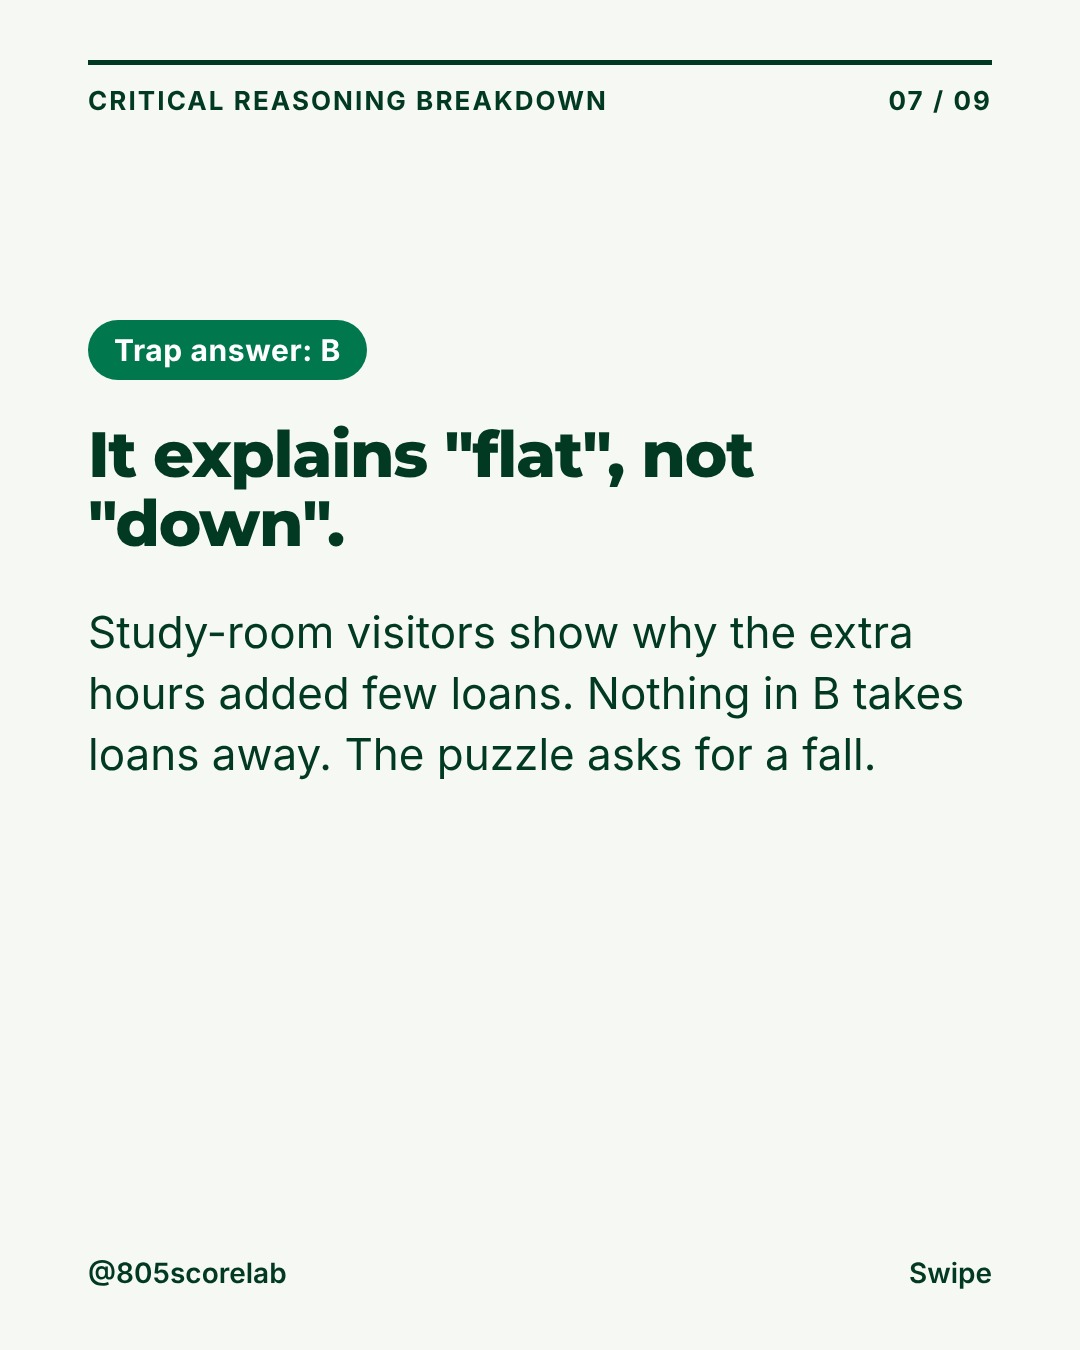 CRITICAL REASONING BREAKDOWN
07 / 09
Trap answer: B
It explains "flat", not
"down".
Study-room visitors show why the extra
hours added few loans. Nothing in B takes
loans away. The puzzle asks for a fall.
@805scorelab
Swipe